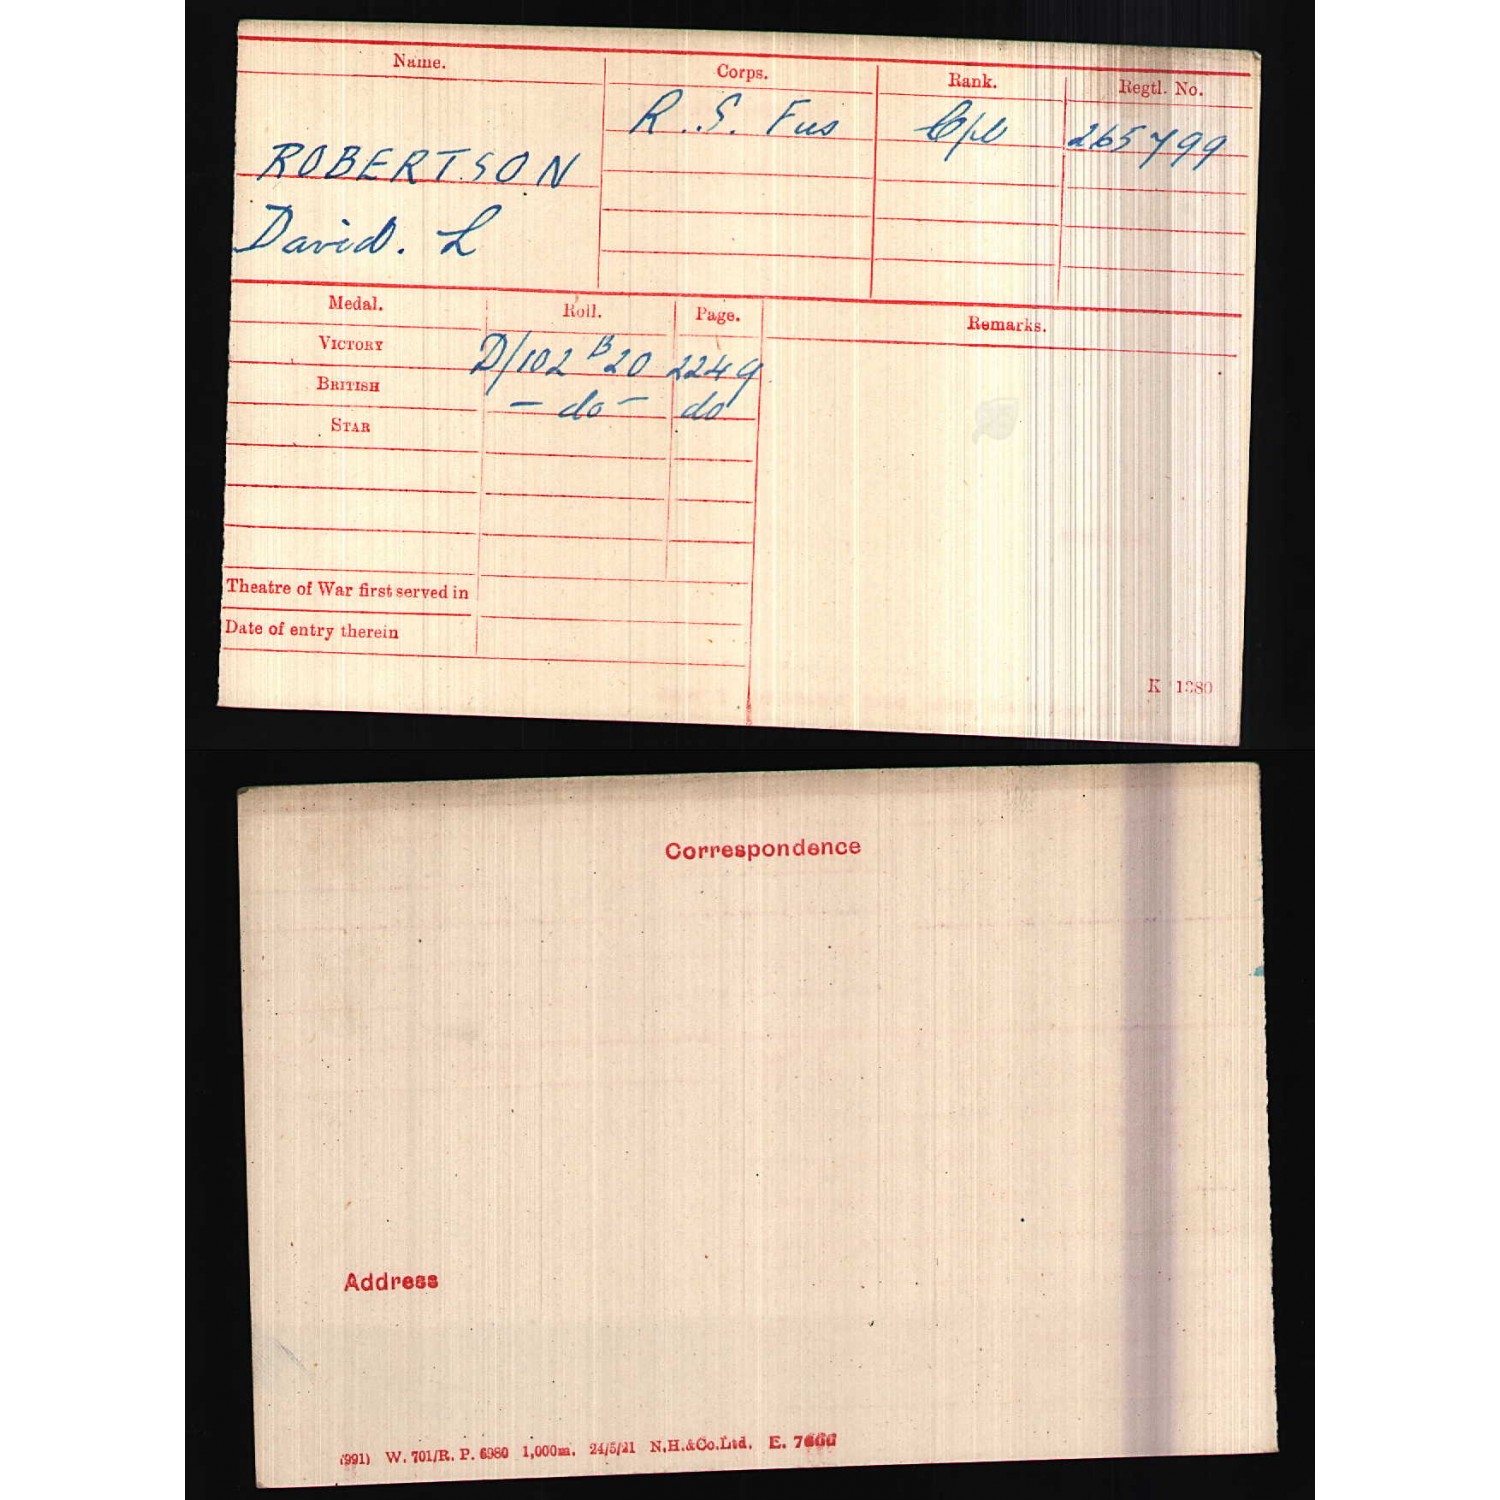 Name. Corps. Rank. Regtl. No.
R.S. Fus Cpl 265799
ROBERTSON
David. L
Medal. Roll. Page. Remarks.
VICTORY D/102 B20 2249
BRITISH - do - do
STAR
Theatre of War first served in
Date of entry therein
K 1380
Correspondence
Address
(991) W. 701/R. P. 6980 1,000m. 24/5/21 N.H.&Co.Ltd. E.